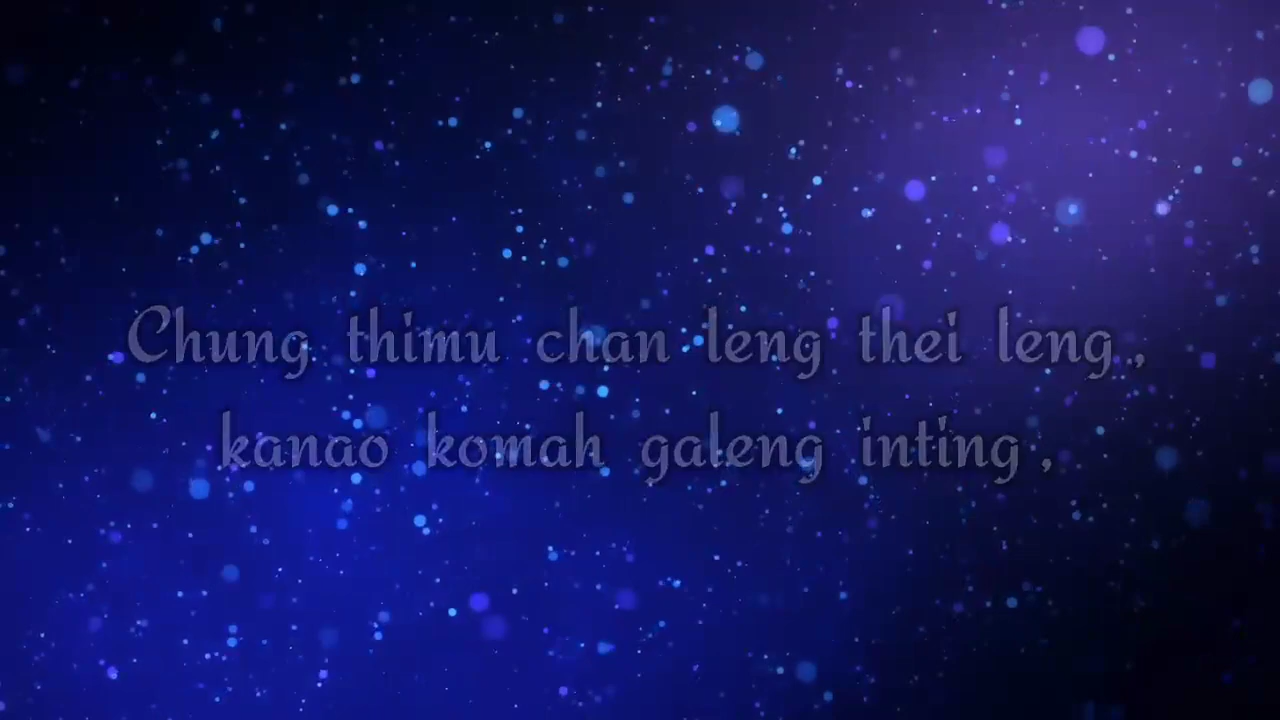 Chung thimu chan leng thei leng.,
kanao komah galeng inting ,